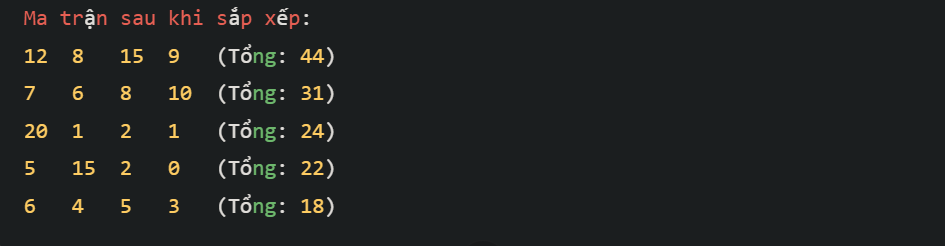 Ma trận sau khi sắp xếp:
12 8 15 9 (Tổng: 44)
7 6 8 10 (Tổng: 31)
20 1 2 1 (Tổng: 24)
5 15 2 0 (Tổng: 22)
6 4 5 3 (Tổng: 18)